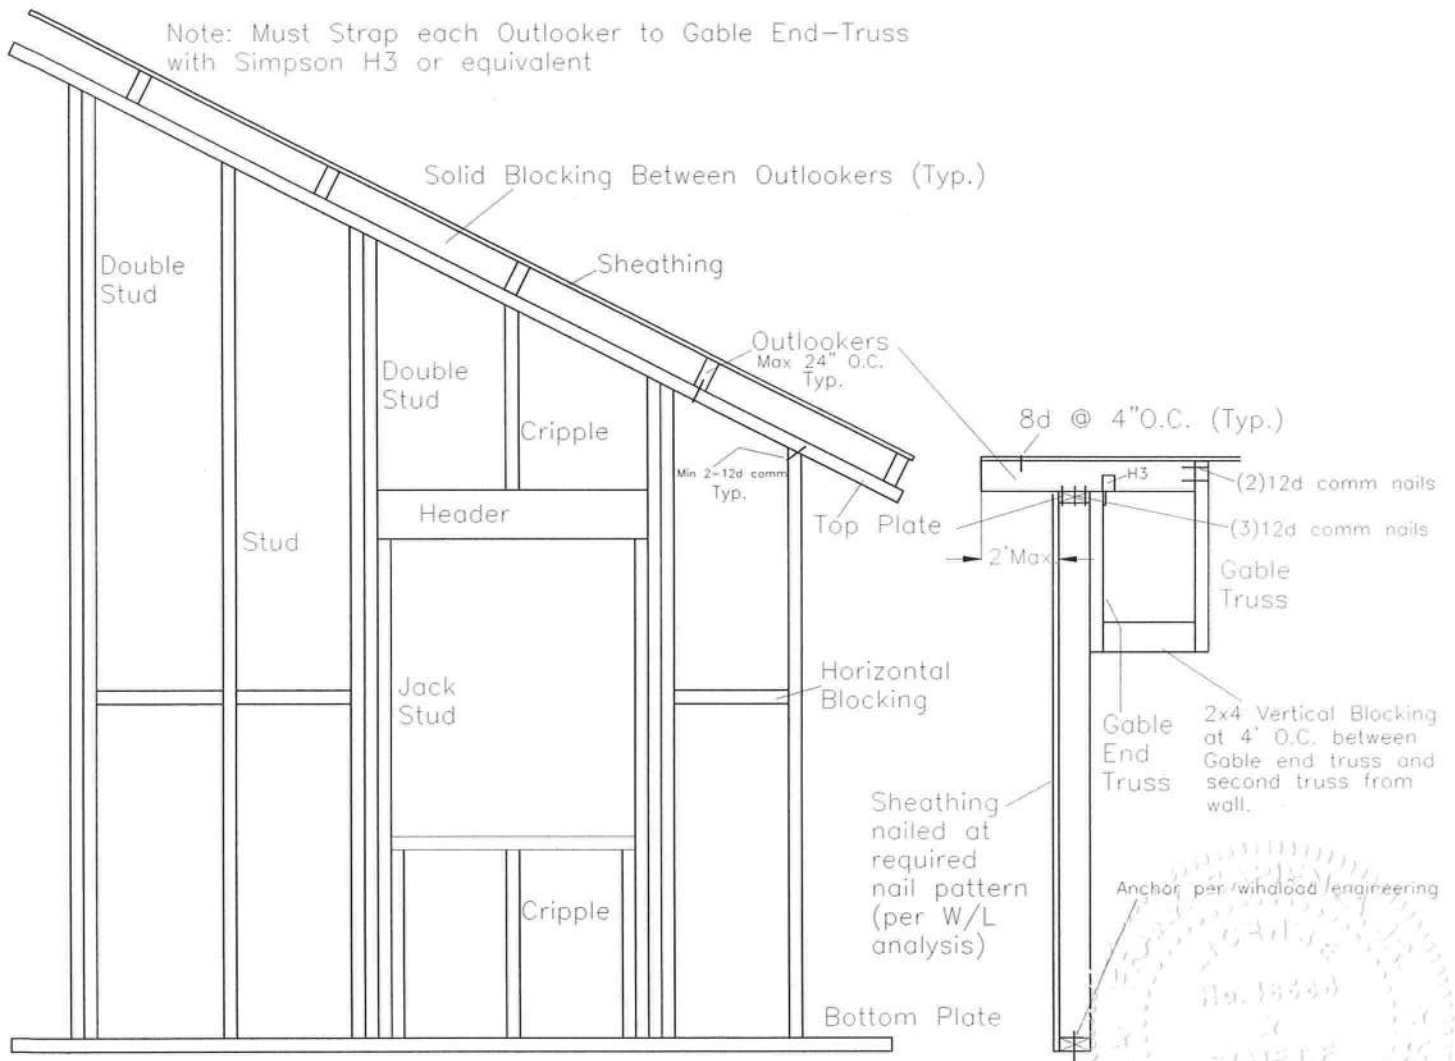 Note: Must Strap each Outlooker to Gable End-Truss
with Simpson H3 or equivalent
Solid Blocking Between Outlookers (Typ.)
Double
Stud
Sheathing
Outlookers
Max 24" O.C.
Typ.
Double
Stud
Cripple
Min 2-12d comm
Typ.
8d @ 4"O.C. (Typ.)
H3
(2)12d comm nails
(3)12d comm nails
Header
Top Plate
Stud
2'Max
Gable
Truss
Jack
Stud
Horizontal
Blocking
Gable
End
Truss
2x4 Vertical Blocking
at 4' O.C. between
Gable end truss and
second truss from
wall.
Sheathing
nailed at
required
nail pattern
(per W/L
analysis)
Anchor per windload engineering
Cripple
Bottom Plate